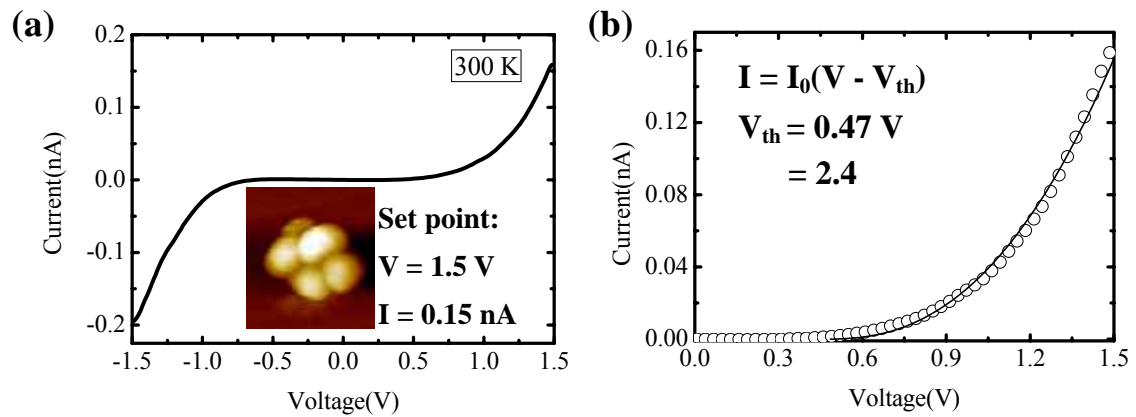 (a)
0.2
0.1
0.0
-0.1
-0.2
Current(nA)
300 K
Set point:
V = 1.5 V
I = 0.15 nA
-1.5 -1.0 -0.5 0.0 0.5 1.0 1.5
Voltage(V)
(b)
0.16
0.12
0.08
0.04
0.00
Current(nA)
I = I₀(V - Vth)
Vth = 0.47 V
= 2.4
0.0 0.3 0.6 0.9 1.2 1.5
Voltage(V)